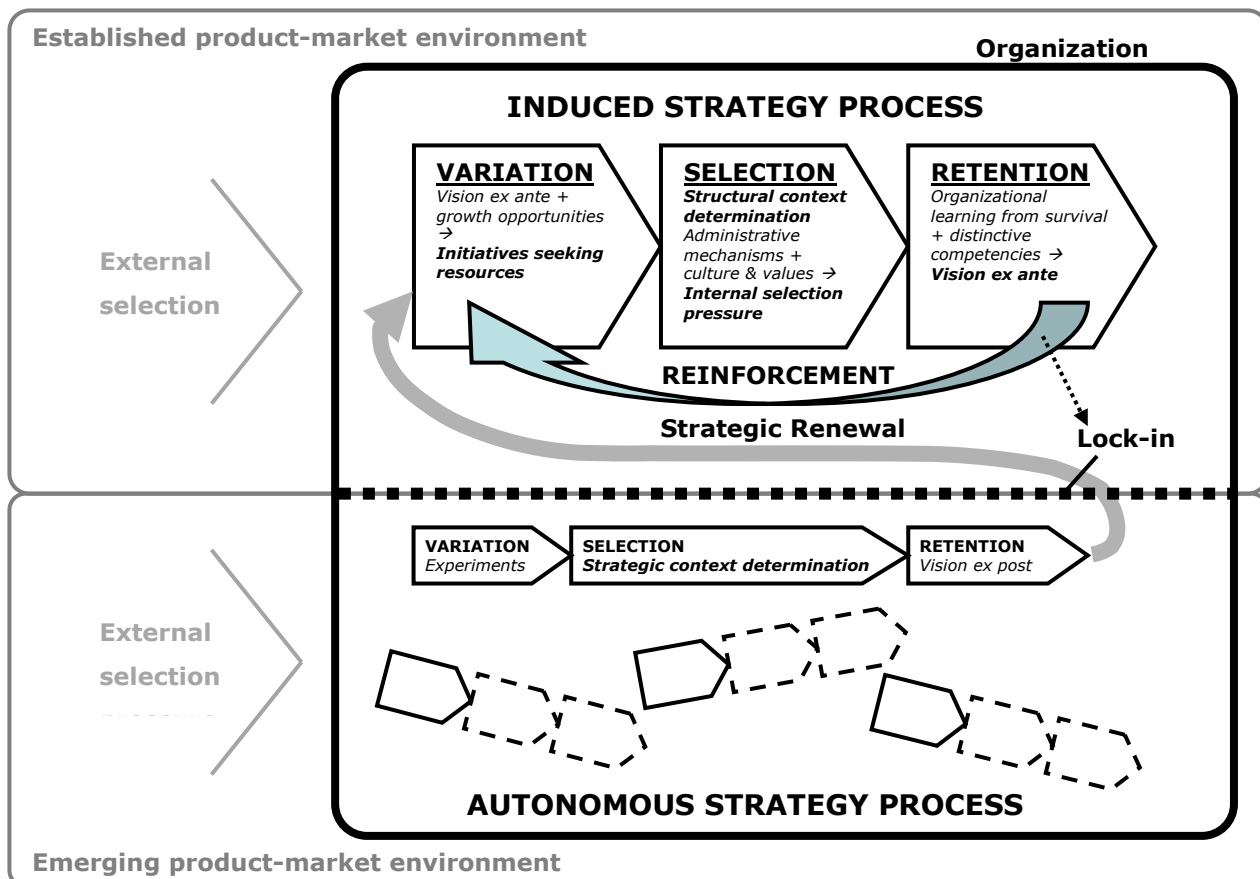 Established product-market environment
Organization
INDUCED STRATEGY PROCESS
VARIATION
Vision ex ante +
growth opportunities
→
Initiatives seeking
resources
SELECTION
Structural context
determination
Administrative
mechanisms +
culture & values →
Internal selection
pressure
RETENTION
Organizational
learning from survival
+ distinctive
competencies →
Vision ex ante
External
selection
REINFORCEMENT
Strategic Renewal
Lock-in
VARIATION
Experiments
SELECTION
Strategic context determination
RETENTION
Vision ex post
External
selection
AUTONOMOUS STRATEGY PROCESS
Emerging product-market environment